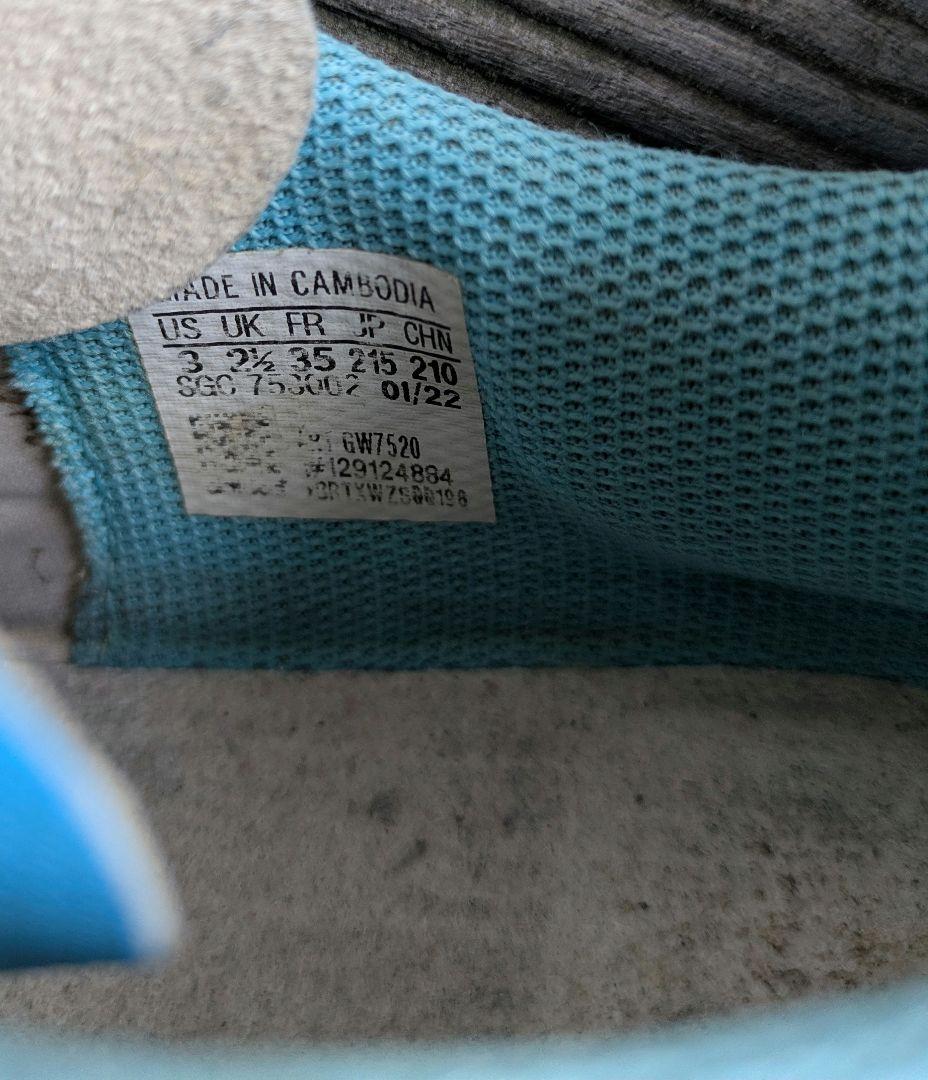 MADE IN CAMBODIA
US UK FR JP CHN
3 2½ 35 215 210
SGC 753002 01/22
GW7520
#129124884